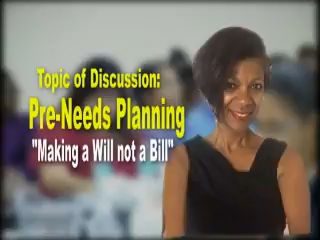 Topic of Discussion:
Pre-Needs Planning
"Making a Will not a Bill"